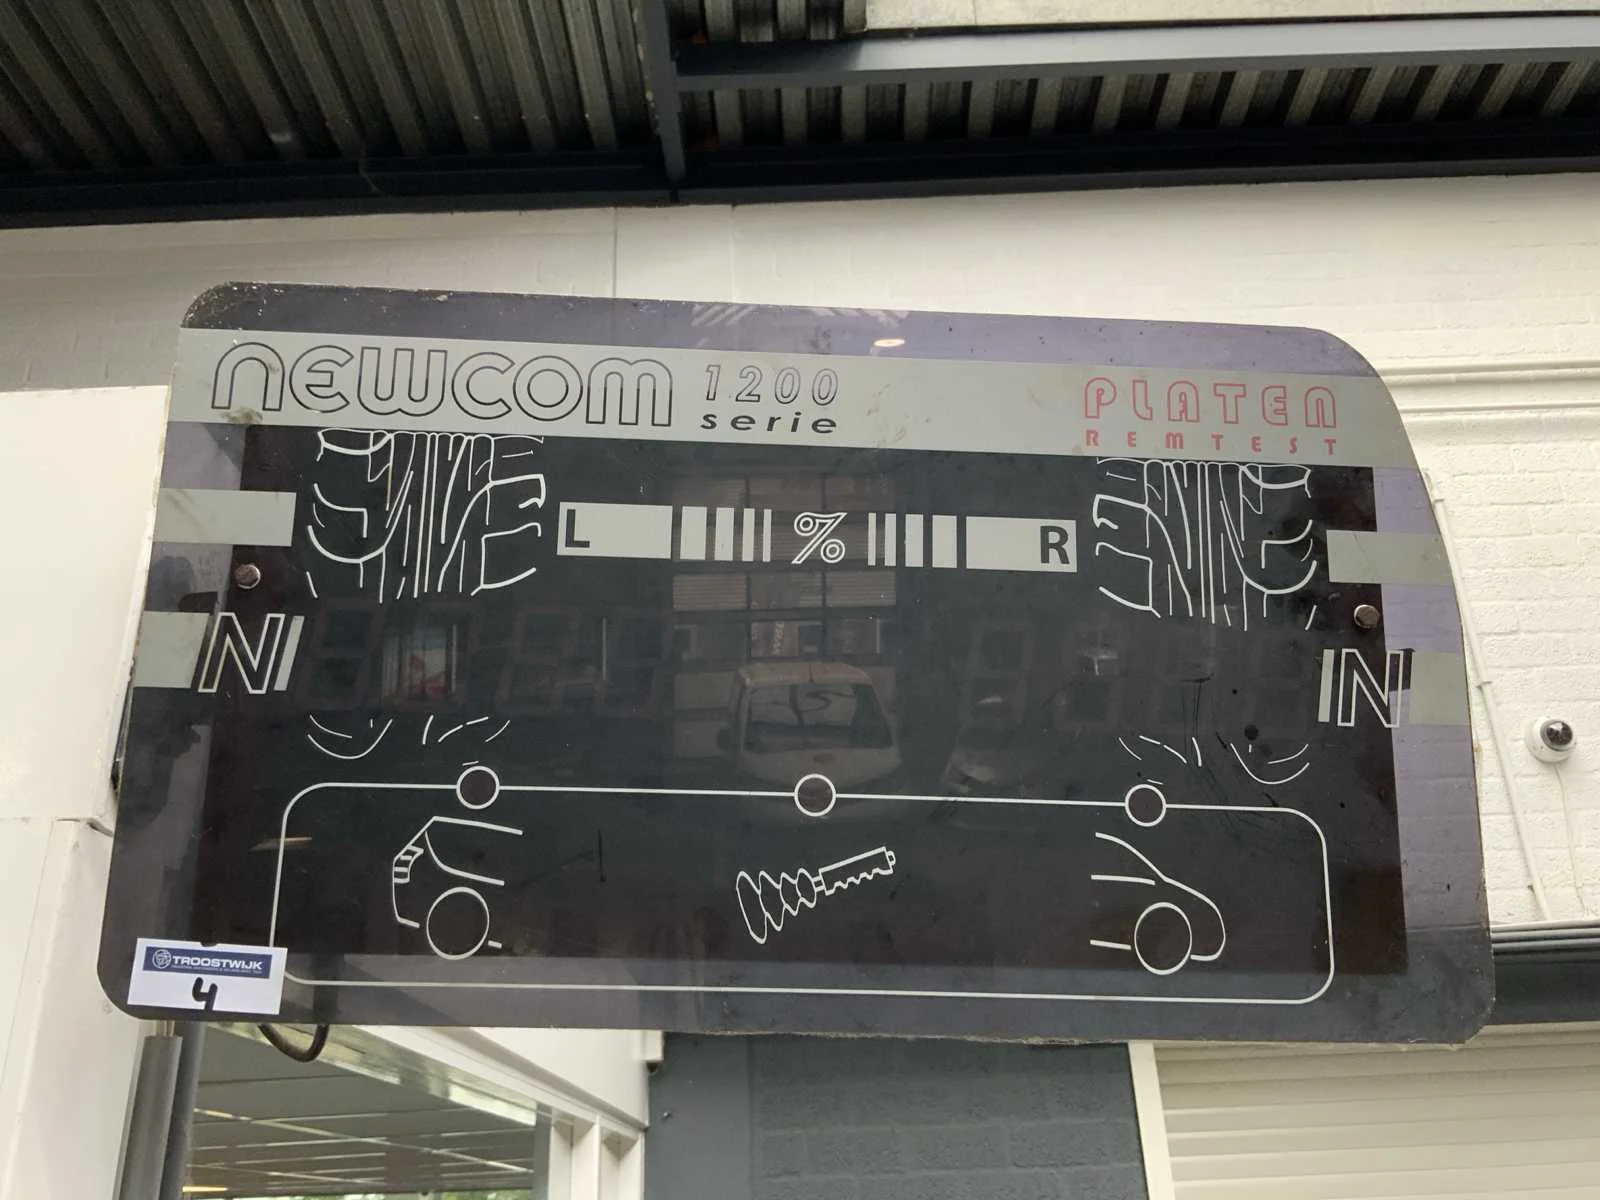 NEWCOM 1200
serie
PLATEN
REMTEST
L % R
N N
TROOSTWIJK
4